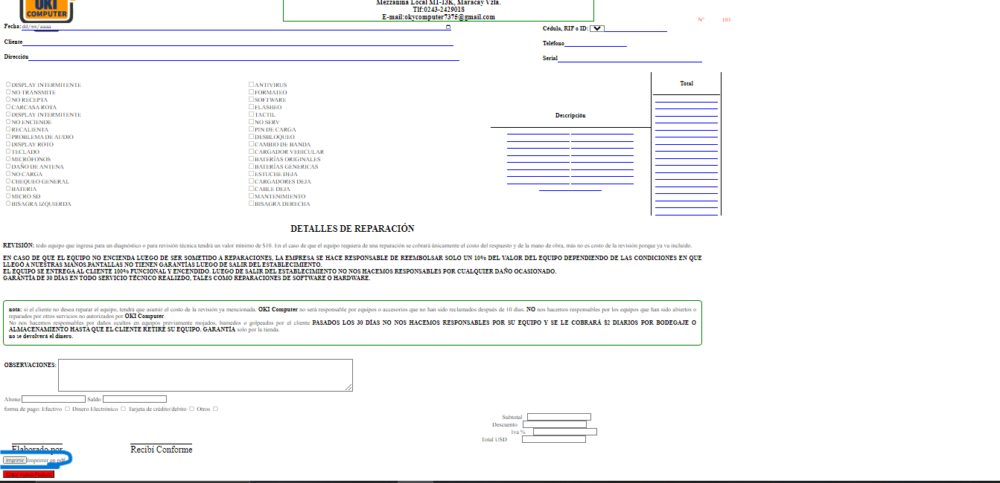 OKI
COMPUTER
Mezzanina Local M1-13K, Maracay Vzla.
Tlf:0243-2429018
E-mail:okycomputer7375@gmail.com
N° 103
Fecha: dd/mm/aaaa
Cédula, RIF o ID:
Cliente
Teléfono
Dirección
Serial
DISPLAY INTERMITENTE
NO TRANSMITE
NO RECEPTA
CARCASA ROTA
DISPLAY INTERMITENTE
NO ENCIENDE
RECALIENTA
PROBLEMA DE AUDIO
DISPLAY ROTO
TECLADO
MICRÓFONOS
DAÑO DE ANTENA
NO CARGA
CHEQUEO GENERAL
BATERIA
MICRO SD
BISAGRA IZQUIERDA
ANTIVIRUS
FORMATEO
SOFTWARE
FLASHEO
TACTIL
NO SERV
PIN DE CARGA
DESBLOQUEO
CAMBIO DE BANDA
CARGADOR VEHICULAR
BATERÍAS ORIGINALES
BATERÍAS GENERICAS
ESTUCHE DEJA
CARGADORES DEJA
CABLE DEJA
MANTENIMIENTO
BISAGRA DERECHA
Descripción
Total
DETALLES DE REPARACIÓN
REVISIÓN: todo equipo que ingresa para un diagnóstico o para revisión técnica tendrá un valor mínimo de $10. En el caso de que el equipo requiera de una reparación se cobrará únicamente el costo del respuesto y de la mano de obra, más no es costo de la revisión porque ya va incluido.
EN CASO DE QUE EL EQUIPO NO ENCIENDA LUEGO DE SER SOMETIDO A REPARACIONES, LA EMPRESA SE HACE RESPONSABLE DE REEMBOLSAR SOLO UN 10% DEL VALOR DEL EQUIPO DEPENDIENDO DE LAS CONDICIONES EN QUE
LLEGÓ A NUESTRAS MANOS.PANTALLAS NO TIENEN GARANTÍAS LUEGO DE SALIR DEL ESTABLECIMIENTO.
EL EQUIPO SE ENTREGA AL CLIENTE 100% FUNCIONAL Y ENCENDIDO. LUEGO DE SALIR DEL ESTABLECIMIENTO NO NOS HACEMOS RESPONSABLES POR CUALQUIER DAÑO OCASIONADO.
GARANTÍA DE 30 DÍAS EN TODO SERVICIO TÉCNICO REALIZDO, TALES COMO REPARACIONES DE SOFTWARE O HARDWARE.
nota: si el cliente no desea reparar el equipo, tendrá que asumir el costo de la revisión ya mencionada. OKI Computer no será responsable por equipos o accesorios que no han sido reclamados después de 10 días. NO nos hacemos responsables por los equipos que han sido abiertos o
reparados por otros servicios no autorizados por OKI Computer.
No nos hacemos responsables por daños ocultos en equipos previamente mojados, humedos o golpeados por el cliente PASADOS LOS 30 DÍAS NO NOS HACEMOS RESPONSABLES POR SU EQUIPO Y SE LE COBRARÁ $2 DIARIOS POR BODEGAJE O
ALMACENAMIENTO HASTA QUE EL CLIENTE RETIRE SU EQUIPO. GARANTÍA solo por la tienda.
no se devolverá el dinero.
OBSERVACIONES:
Abono
Saldo
forma de pago: Efectivo Dinero Electrónico Tarjeta de crédito/debito Otros
Subtotal
Descuento
Iva %
Total USD
Elaborado por
Recibí Conforme
Imprimir Imprimir en pdf
Crear nueva Factura